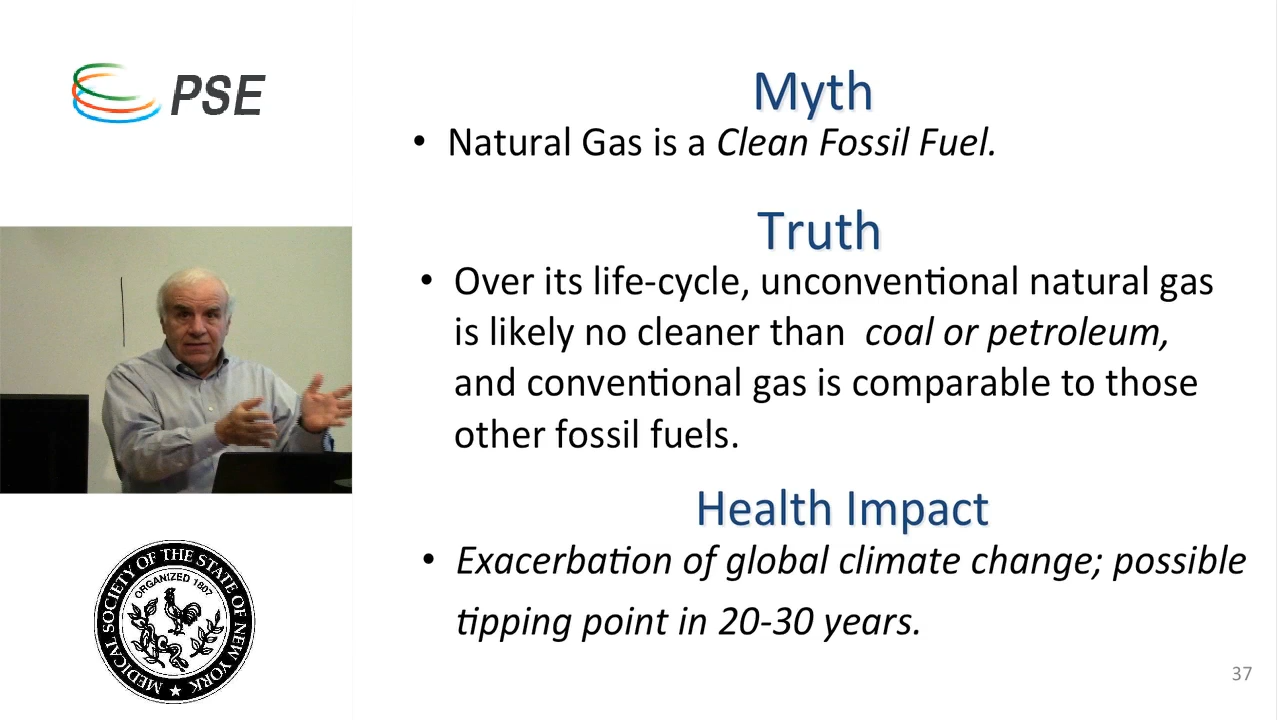 PSE
Myth
• Natural Gas is a Clean Fossil Fuel.
Truth
• Over its life-cycle, unconventional natural gas
is likely no cleaner than coal or petroleum,
and conventional gas is comparable to those
other fossil fuels.
Health Impact
• Exacerbation of global climate change; possible
tipping point in 20-30 years.
MEDICAL SOCIETY OF THE STATE OF NEW YORK
ORGANIZED 1807
37